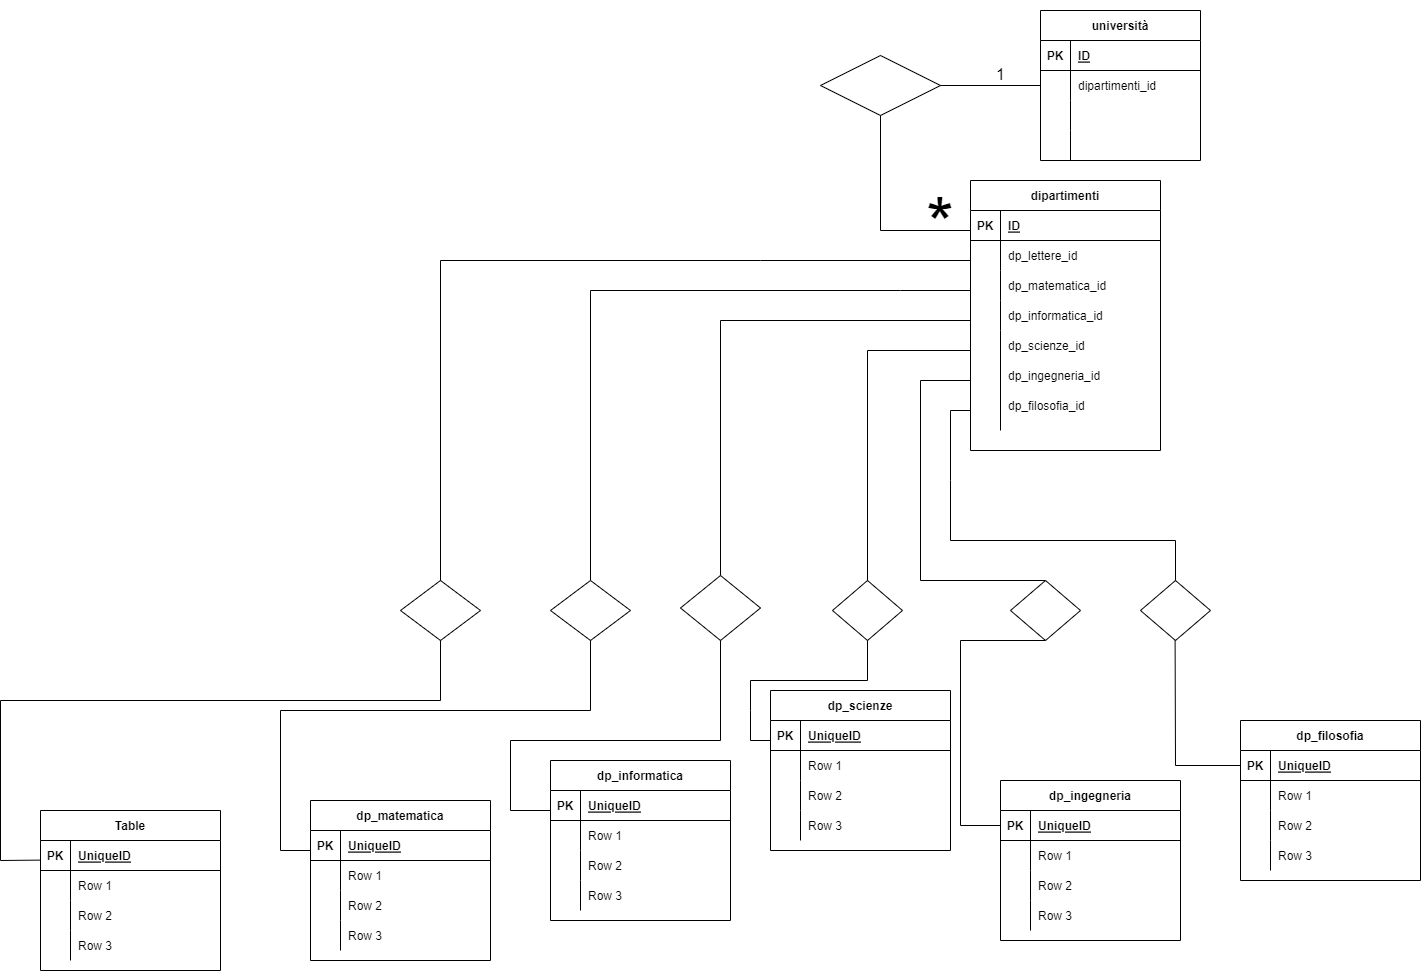 università
PK ID
dipartimenti_id
1
*
dipartimenti
PK ID
dp_lettere_id
dp_matematica_id
dp_informatica_id
dp_scienze_id
dp_ingegneria_id
dp_filosofia_id
Table
PK UniqueID
Row 1
Row 2
Row 3
dp_matematica
PK UniqueID
Row 1
Row 2
Row 3
dp_informatica
PK UniqueID
Row 1
Row 2
Row 3
dp_scienze
PK UniqueID
Row 1
Row 2
Row 3
dp_ingegneria
PK UniqueID
Row 1
Row 2
Row 3
dp_filosofia
PK UniqueID
Row 1
Row 2
Row 3